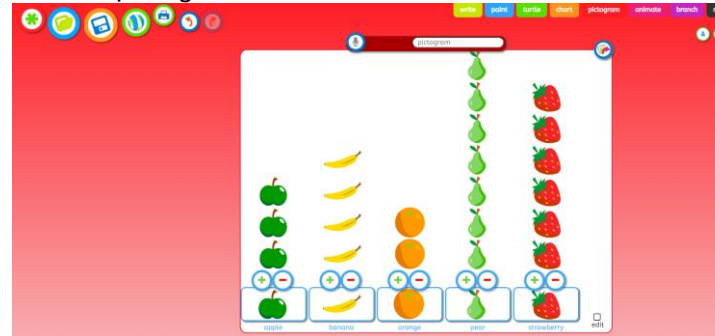 write paint turtle chart pictogram animate branch
pictogram
apple banana orange pear strawberry
edit